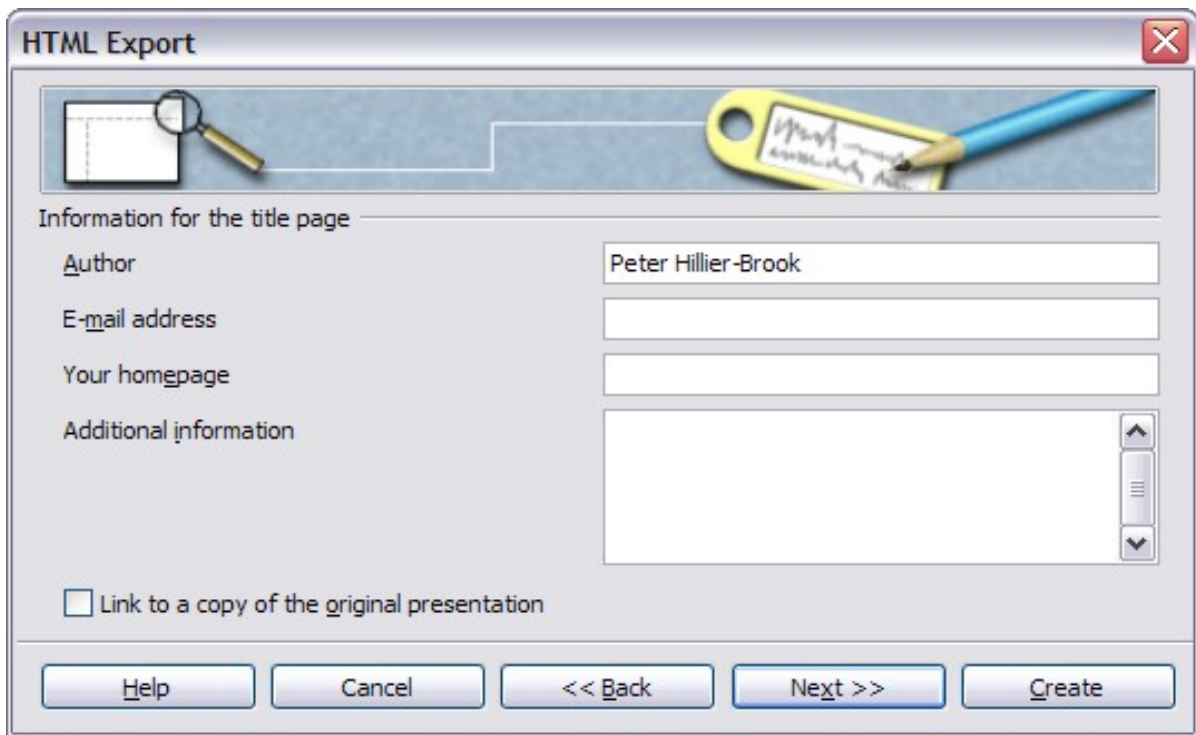 HTML Export
Information for the title page
Author Peter Hillier-Brook
E-mail address
Your homepage
Additional information
Link to a copy of the original presentation
Help Cancel << Back Next >> Create